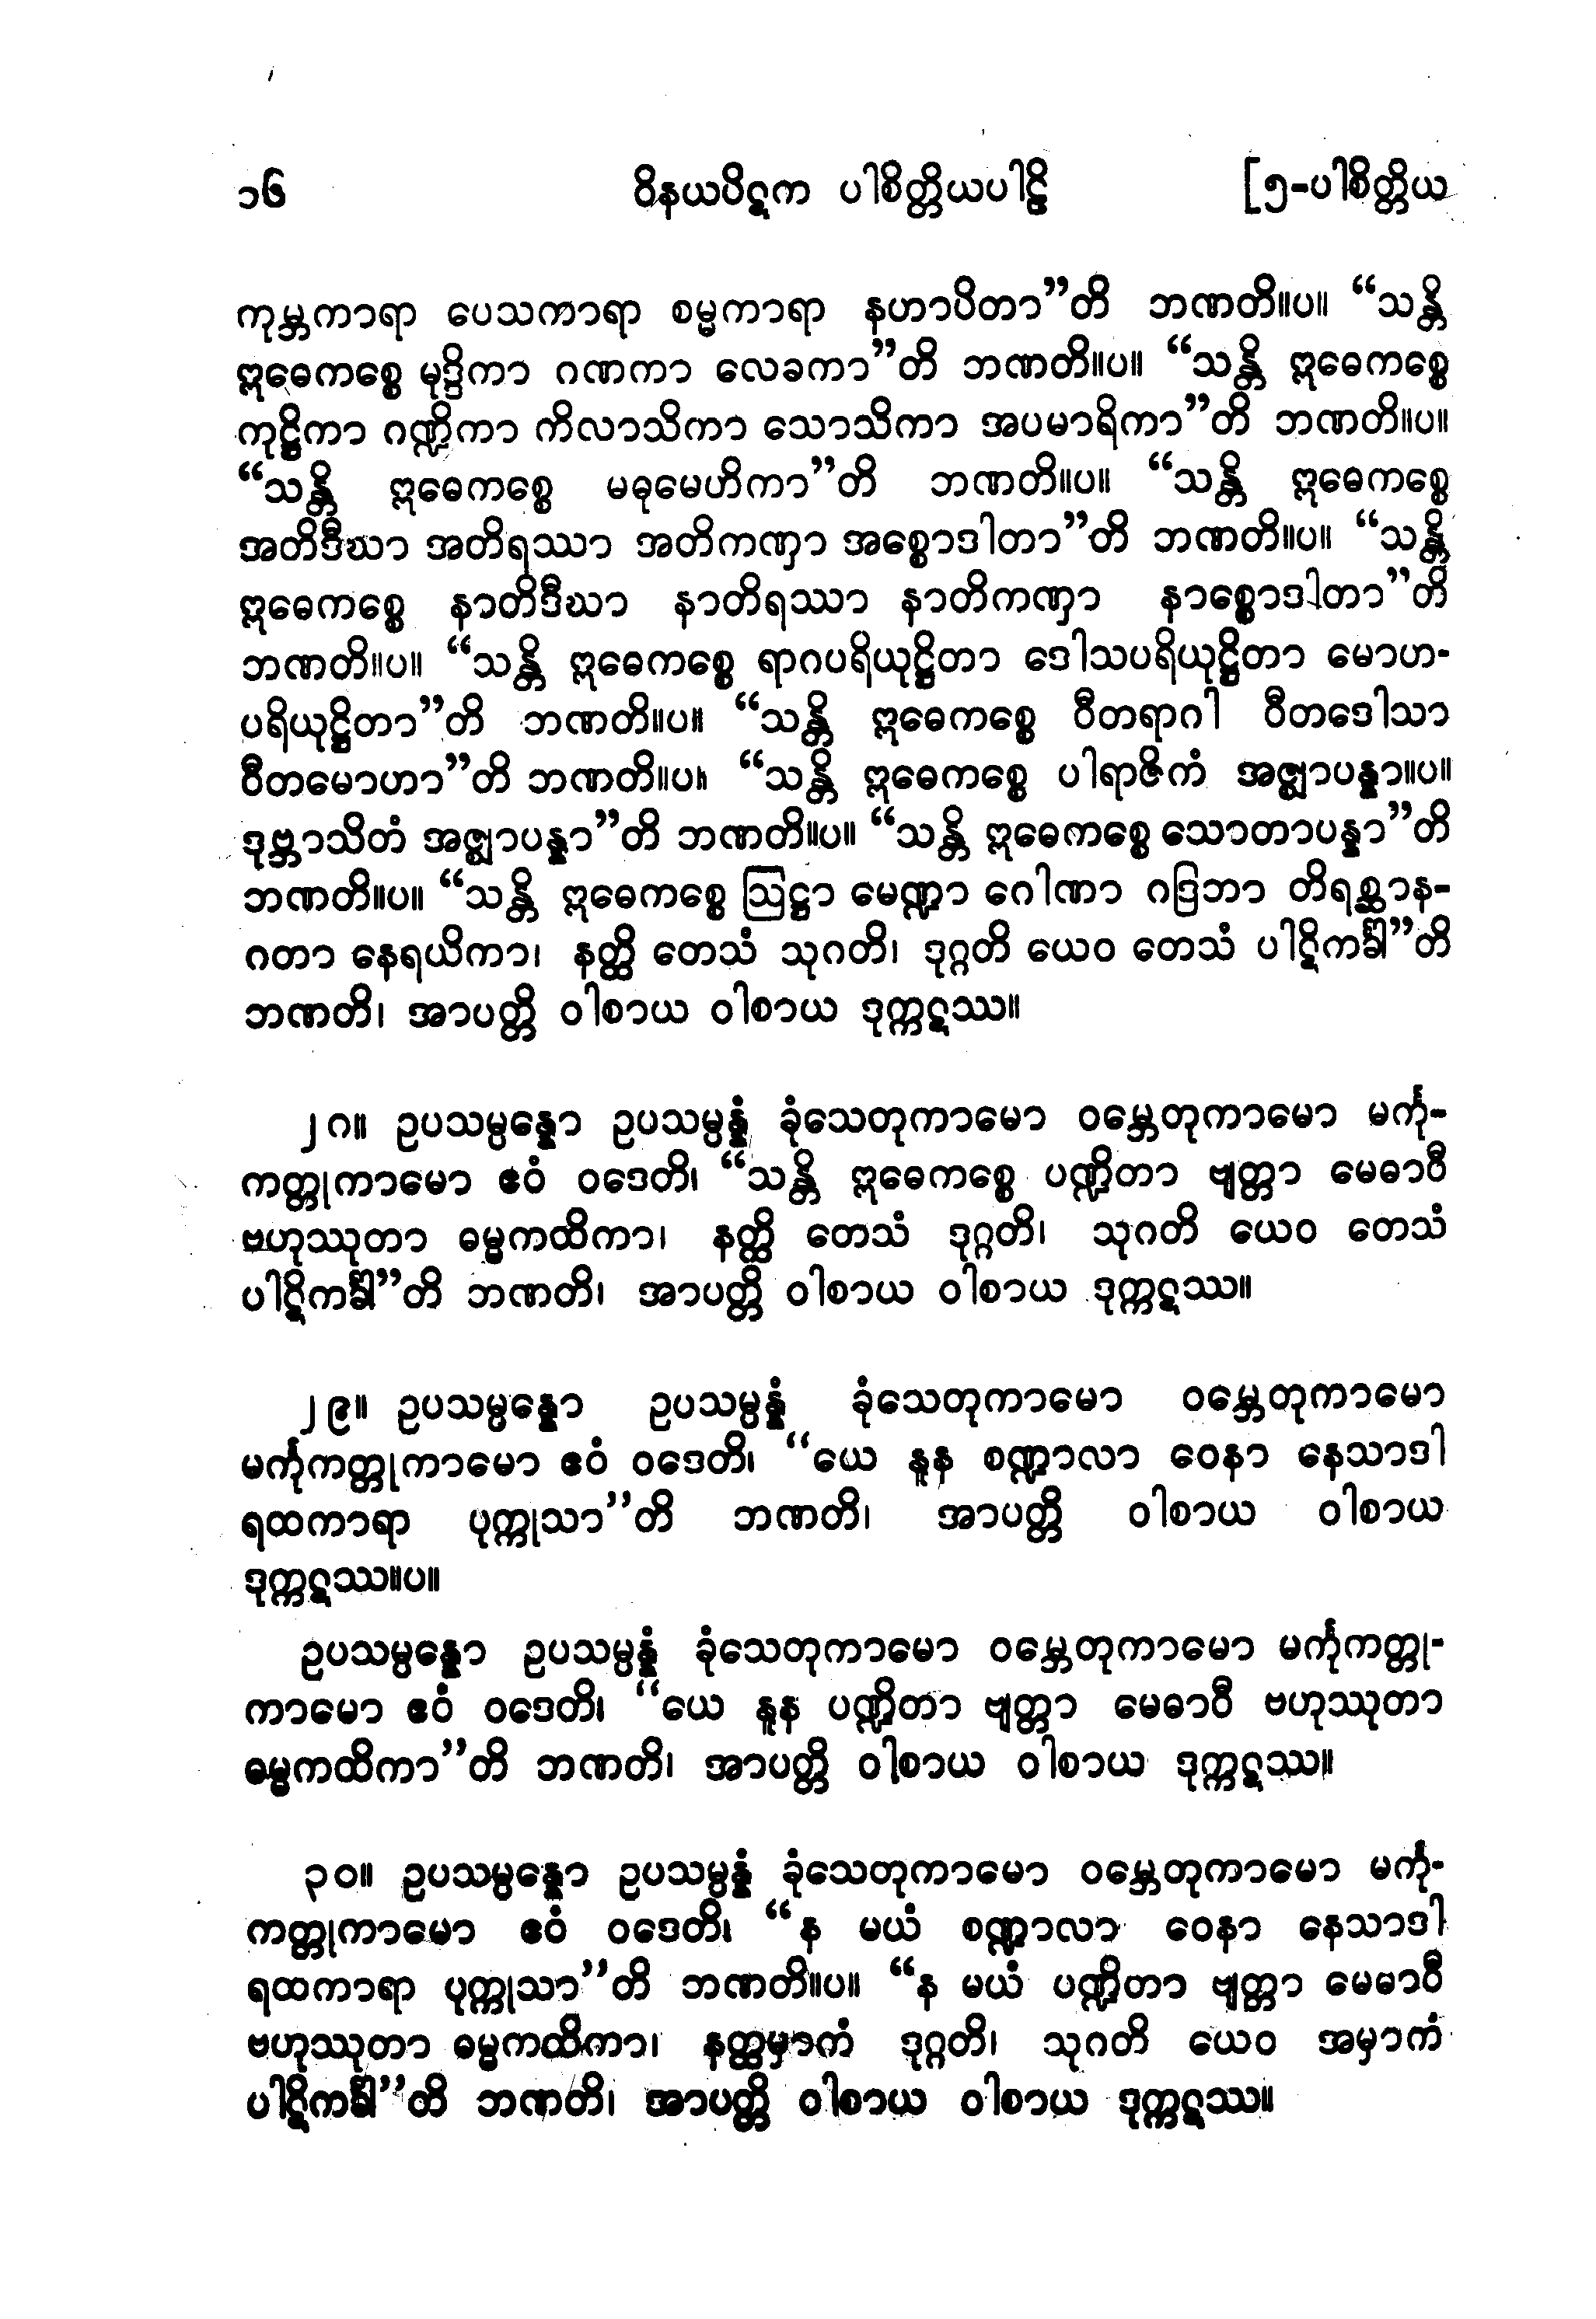 ၁၆ ဝိနယပိဋက ပါစိတ္တိယပါဠိ [၅-ပါစိတ္တိယ
ကုမ္ဘကာရာ ပေသကာရာ စမ္မကာရာ နဟာပိတာ”တိ ဘဏတိ။ပ။ “သန္တိ
ဣဓေကစ္စေ မုဒ္ဒိကာ ဂဏကာ လေခကာ”တိ ဘဏတိ။ပ။ “သန္တိ ဣဓေကစ္စေ
ကုဋ္ဌိကာ ဂဏ္ဍိကာ ကိလာသိကာ သောသိကာ အပမာရိကာ”တိ ဘဏတိ။ပ။
“သန္တိ ဣဓေကစ္စေ မဓုမေဟိကာ”တိ ဘဏတိ။ပ။ “သန္တိ ဣဓေကစ္စေ
အတိဒီဃာ အတိရဿာ အတိကဏှာ အစ္စောဒါတာ”တိ ဘဏတိ။ပ။ “သန္တိ
ဣဓေကစ္စေ နာတိဒီဃာ နာတိရဿာ နာတိကဏှာ နာစ္စောဒါတာ”တိ
ဘဏတိ။ပ။ “သန္တိ ဣဓေကစ္စေ ရာဂပရိယုဋ္ဌိတာ ဒေါသပရိယုဋ္ဌိတာ မောဟ-
ပရိယုဋ္ဌိတာ”တိ ဘဏတိ။ပ။ “သန္တိ ဣဓေကစ္စေ ဝီတရာဂါ ဝီတဒေါသာ
ဝီတမောဟာ”တိ ဘဏတိ။ပ။ “သန္တိ ဣဓေကစ္စေ ပါရာဇိကံ အဇ္ဈာပန္နာ။ပ။
ဒုဗ္ဘာသိတံ အဇ္ဈာပန္နာ”တိ ဘဏတိ။ပ။ “သန္တိ ဣဓေကစ္စေ သောတာပန္နာ”တိ
ဘဏတိ။ပ။ “သန္တိ ဣဓေကစ္စေ ဩဋ္ဌာ မေဏ္ဍာ ဂေါဏာ ဂဒြဘာ တိရစ္ဆာန-
ဂတာ နေရယိကာ၊ နတ္ထိ တေသံ သုဂတိ၊ ဒုဂ္ဂတိ ယေဝ တေသံ ပါဋိကင်္ခါ”တိ
ဘဏတိ၊ အာပတ္တိ ဝါစာယ ဝါစာယ ဒုက္ကဋဿ။
၂၈။ ဥပသမ္ပန္နော ဥပသမ္ပန္နံ ခုံသေတုကာမော ဝမ္ဘေတုကာမော မင်္ကု-
ကတ္တုကာမော ဧဝံ ဝဒေတိ၊ “သန္တိ ဣဓေကစ္စေ ပဏ္ဍိတာ ဗျတ္တာ မေဓာဝီ
ဗဟုဿုတာ ဓမ္မကထိကာ၊ နတ္ထိ တေသံ ဒုဂ္ဂတိ၊ သုဂတိ ယေဝ တေသံ
ပါဋိကင်္ခါ”တိ ဘဏတိ၊ အာပတ္တိ ဝါစာယ ဝါစာယ ဒုက္ကဋဿ။
၂၉။ ဥပသမ္ပန္နော ဥပသမ္ပန္နံ ခုံသေတုကာမော ဝမ္ဘေတုကာမော
မင်္ကုကတ္တုကာမော ဧဝံ ဝဒေတိ၊ “ယေ နူန စဏ္ဍာလာ ဝေနာ နေသာဒါ
ရထကာရာ ပုက္ကုသာ”တိ ဘဏတိ၊ အာပတ္တိ ဝါစာယ ဝါစာယ
ဒုက္ကဋဿ။ပ။
ဥပသမ္ပန္နော ဥပသမ္ပန္နံ ခုံသေတုကာမော ဝမ္ဘေတုကာမော မင်္ကုကတ္တု-
ကာမော ဧဝံ ဝဒေတိ၊ “ယေ နူန ပဏ္ဍိတာ ဗျတ္တာ မေဓာဝီ ဗဟုဿုတာ
ဓမ္မကထိကာ”တိ ဘဏတိ၊ အာပတ္တိ ဝါစာယ ဝါစာယ ဒုက္ကဋဿ။
၃၀။ ဥပသမ္ပန္နော ဥပသမ္ပန္နံ ခုံသေတုကာမော ဝမ္ဘေတုကာမော မင်္ကု-
ကတ္တုကာမော ဧဝံ ဝဒေတိ၊ “န မယံ စဏ္ဍာလာ ဝေနာ နေသာဒါ
ရထကာရာ ပုက္ကုသာ”တိ ဘဏတိ။ပ။ “န မယံ ပဏ္ဍိတာ ဗျတ္တာ မေဓာဝီ
ဗဟုဿုတာ ဓမ္မကထိကာ၊ နတ္ထမှာကံ ဒုဂ္ဂတိ၊ သုဂတိ ယေဝ အမှာကံ
ပါဋိကင်္ခါ”တိ ဘဏတိ၊ အာပတ္တိ ဝါစာယ ဝါစာယ ဒုက္ကဋဿ။